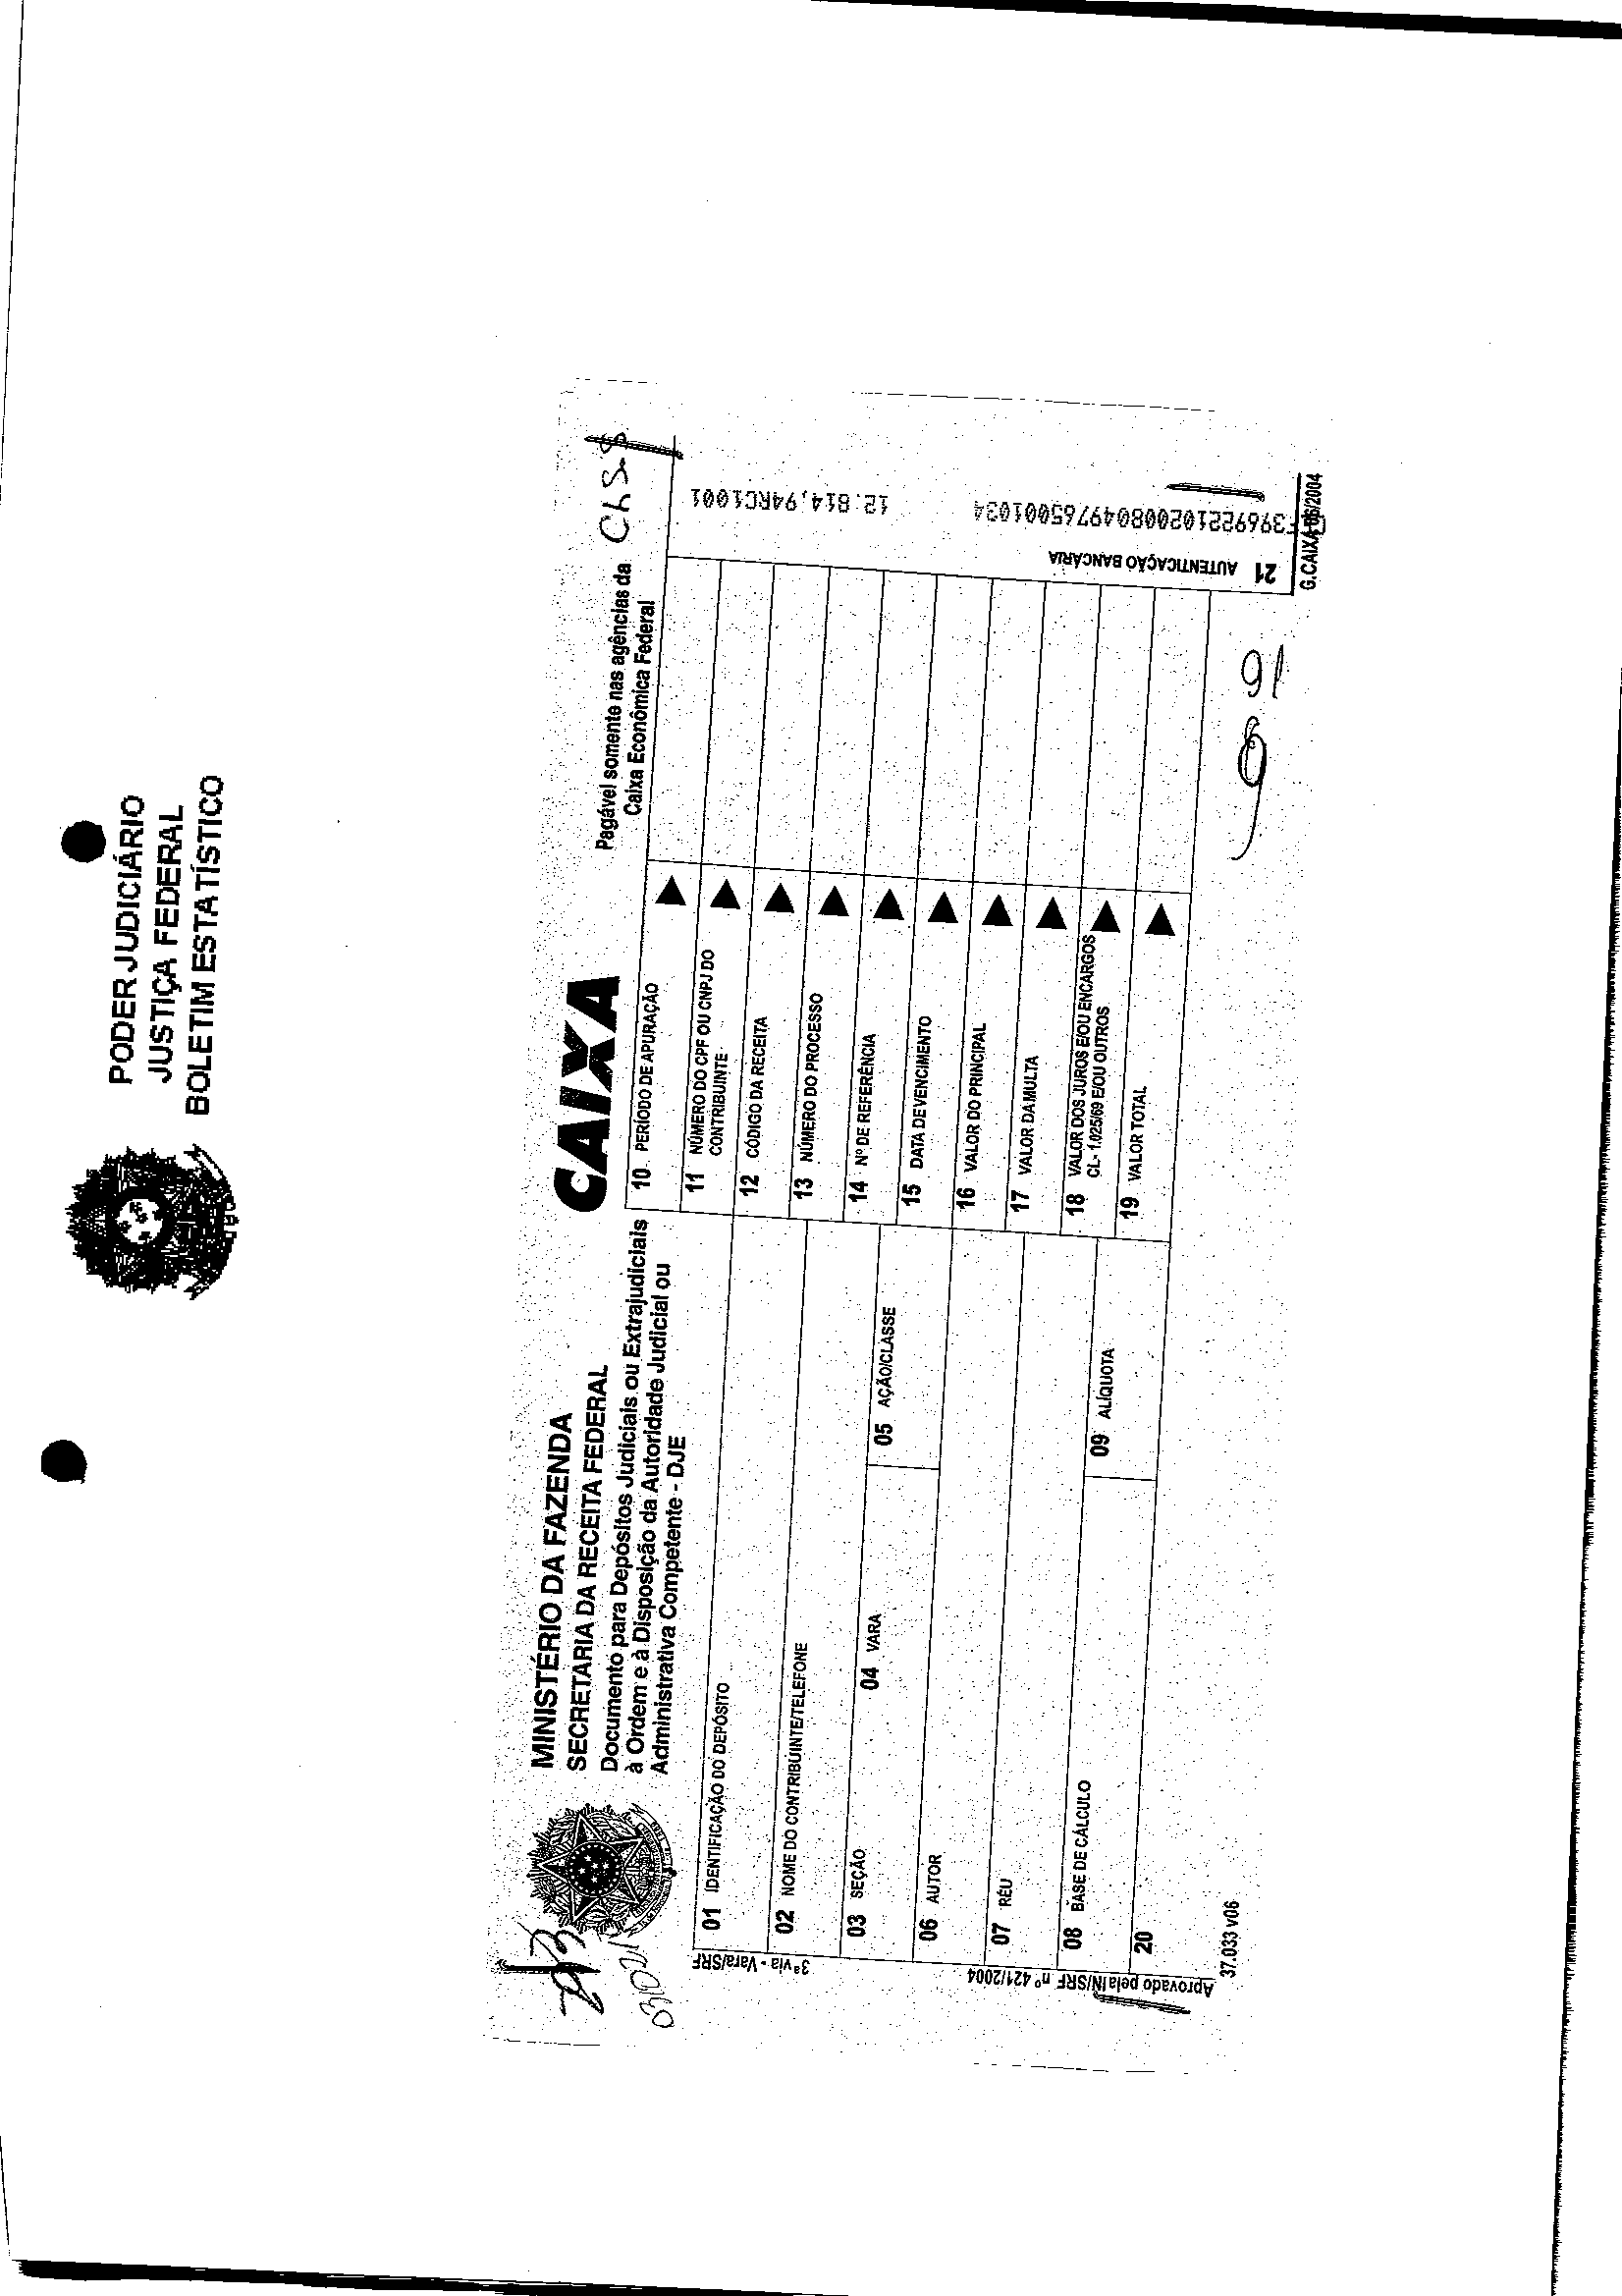 PODER JUDICIÁRIO
JUSTIÇA FEDERAL
BOLETIM ESTATÍSTICO
MINISTÉRIO DA FAZENDA
SECRETARIA DA RECEITA FEDERAL
Documento para Depósitos Judiciais ou Extrajudiciais
à Ordem e à Disposição da Autoridade Judicial ou
Administrativa Competente - DJE
CAIXA
Pagável somente nas agências da
Caixa Econômica Federal
01 IDENTIFICAÇÃO DO DEPÓSITO
02 NOME DO CONTRIBUINTE/TELEFONE
03 SEÇÃO
04 VARA
05 AÇÃO/CLASSE
06 AUTOR
07 RÉU
08 BASE DE CÁLCULO
09 ALÍQUOTA
20
10 PERÍODO DE APURAÇÃO
11 NÚMERO DO CPF OU CNPJ DO
CONTRIBUINTE
12 CÓDIGO DA RECEITA
13 NÚMERO DO PROCESSO
14 Nº DE REFERÊNCIA
15 DATA DE VENCIMENTO
16 VALOR DO PRINCIPAL
17 VALOR DA MULTA
18 VALOR DOS JUROS E/OU ENCARGOS
CL- 1.025/69 E/OU OUTROS
19 VALOR TOTAL
21 AUTENTICAÇÃO BANCÁRIA
12.814,94RC1001
3ª via - Vara/SRF
Aprovado pela IN/SRF nº 421/2004
37.033 v06
G.CAIXA 06/2004
91